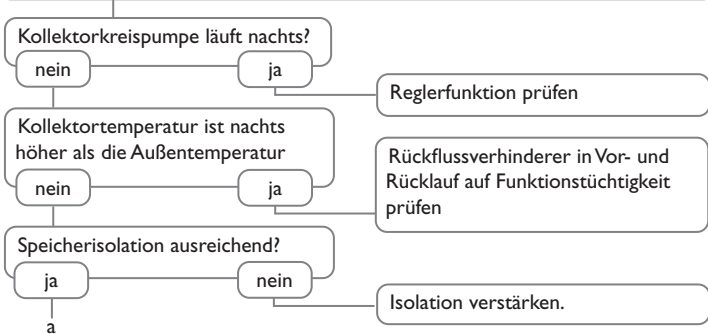 Kollektorkreispumpe läuft nachts?
nein
ja
Reglerfunktion prüfen
Kollektortemperatur ist nachts
höher als die Außentemperatur
nein
ja
Rückflussverhinderer in Vor- und
Rücklauf auf Funktionstüchtigkeit
prüfen
Speicherisolation ausreichend?
ja
nein
Isolation verstärken.
a